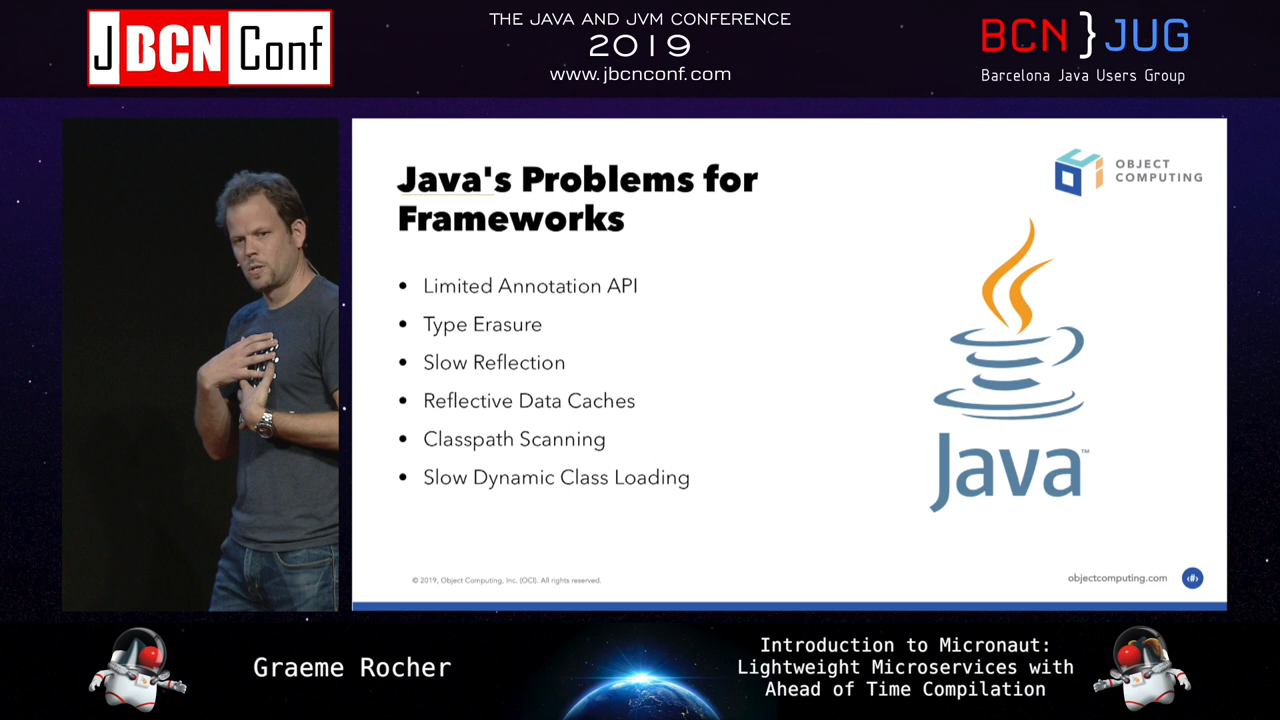 JBCNConf
THE JAVA AND JVM CONFERENCE
2019
www.jbcnconf.com
BCN}JUG
Barcelona Java Users Group
Java's Problems for
Frameworks
OBJECT
COMPUTING
• Limited Annotation API
• Type Erasure
• Slow Reflection
• Reflective Data Caches
• Classpath Scanning
• Slow Dynamic Class Loading
Java™
© 2019, Object Computing, Inc. (OCI). All rights reserved.
objectcomputing.com
‹#›
Graeme Rocher
Introduction to Micronaut:
Lightweight Microservices with
Ahead of Time Compilation